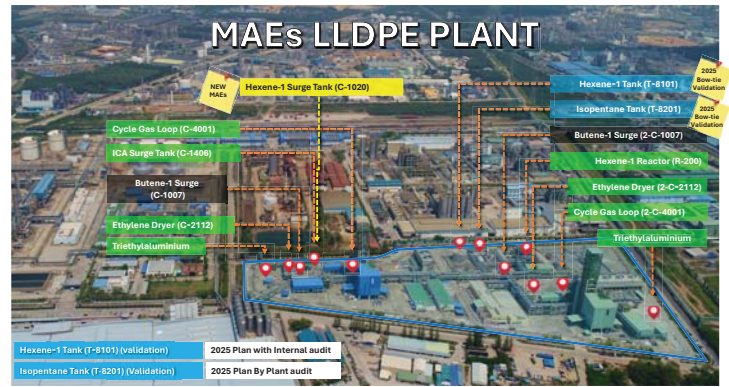 MAEs LLDPE PLANT
NEW
MAEs
Hexene-1 Surge Tank (C-1020)
Cycle Gas Loop (C-4001)
ICA Surge Tank (C-1406)
Butene-1 Surge
(C-1007)
Ethylene Dryer (C-2112)
Triethylaluminium
Hexene-1 Tank (T-8101)
2025
Bow-tie
Validation
Isopentane Tank (T-8201)
2025
Bow-tie
Validation
Butene-1 Surge (2-C-1007)
Hexene-1 Reactor (R-200)
Ethylene Dryer (2-C-2112)
Cycle Gas Loop (2-C-4001)
Triethylaluminium
Hexene-1 Tank (T-8101) (validation)
2025 Plan with Internal audit
Isopentane Tank (T-8201) (Validation)
2025 Plan By Plant audit